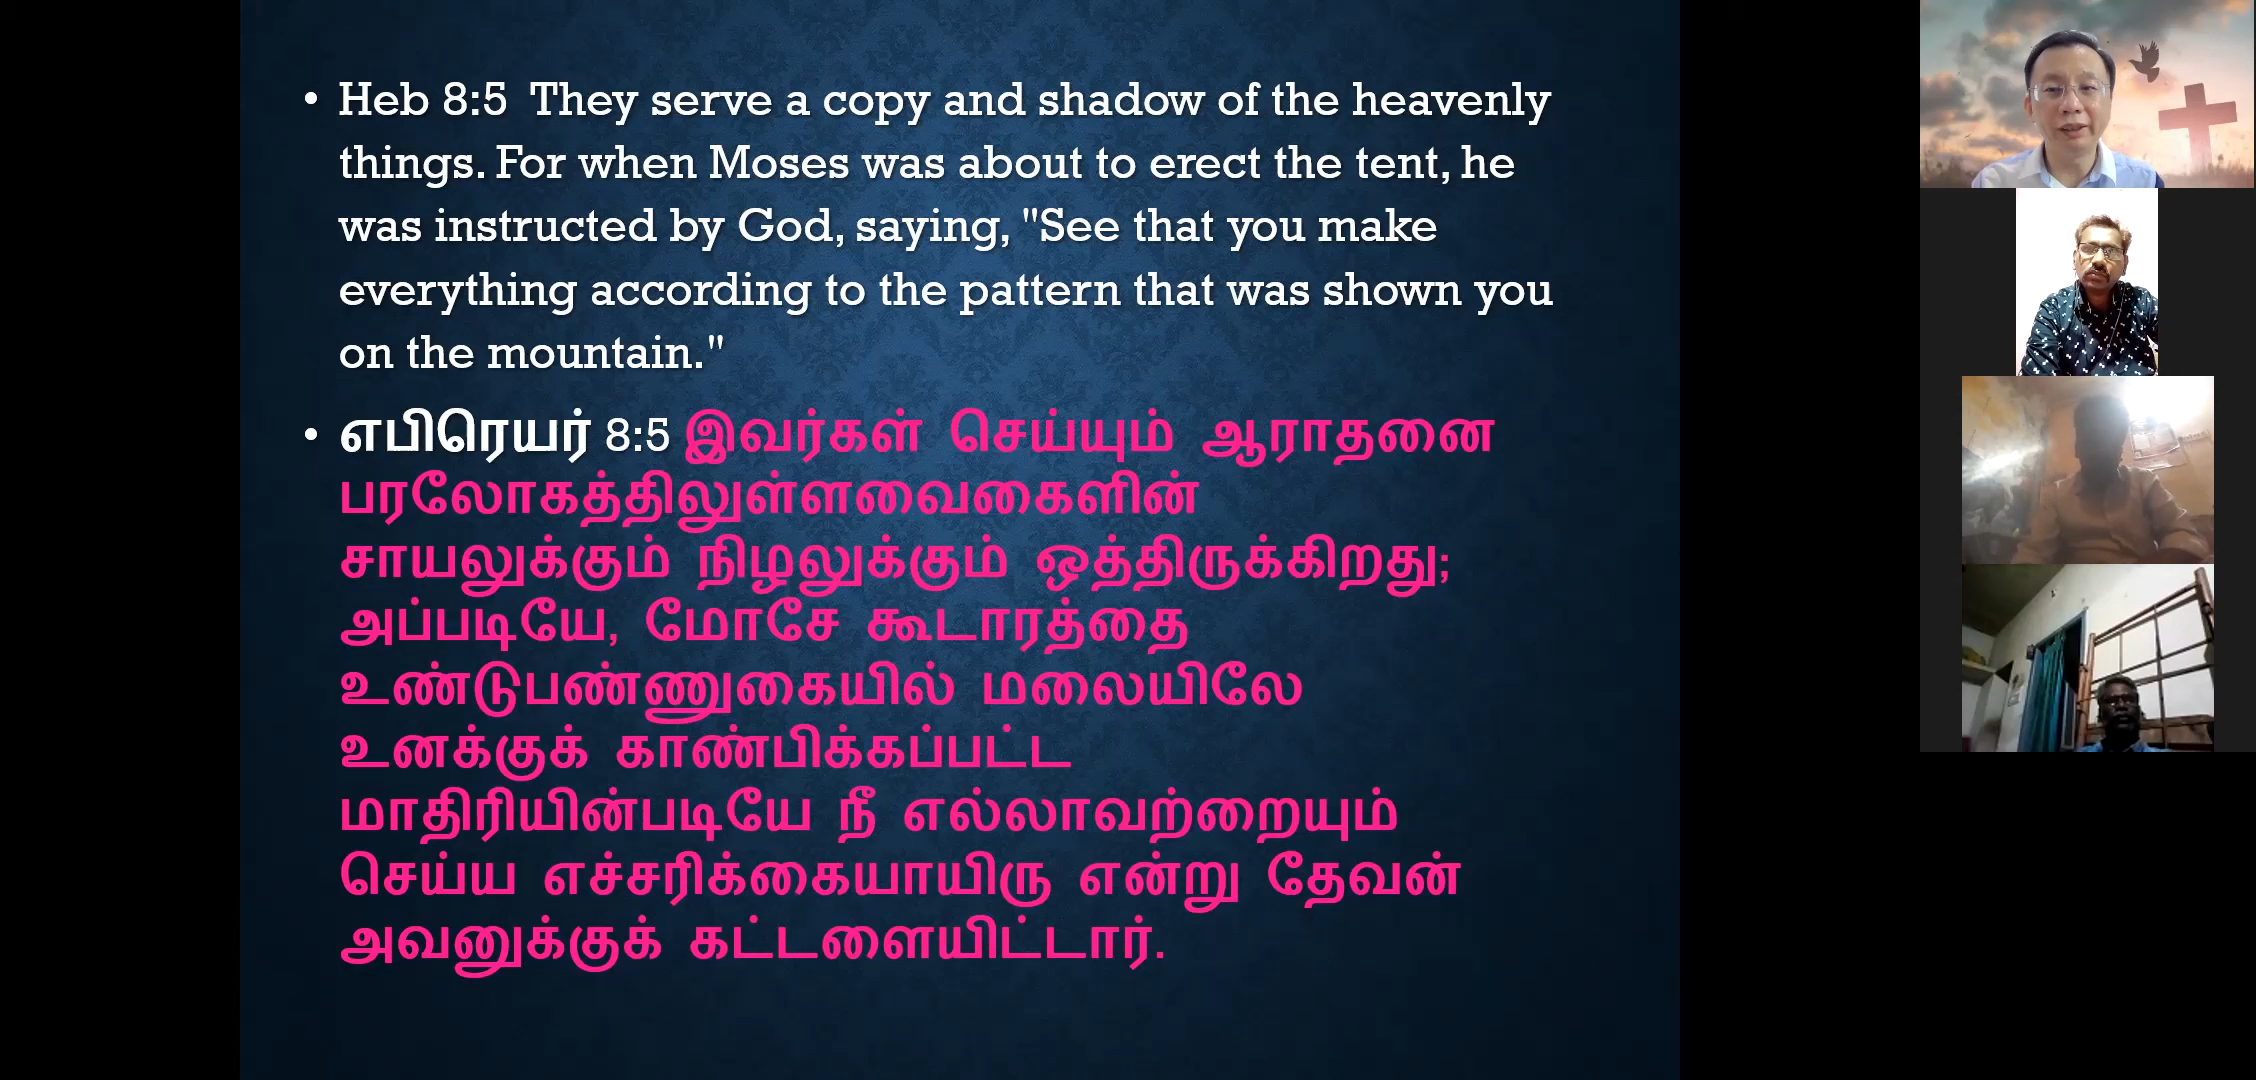 • Heb 8:5  They serve a copy and shadow of the heavenly
things. For when Moses was about to erect the tent, he
was instructed by God, saying, "See that you make
everything according to the pattern that was shown you
on the mountain."
• எபிரெயர் 8:5 இவர்கள் செய்யும் ஆராதனை
பரலோகத்திலுள்ளவைகளின்
சாயலுக்கும் நிழலுக்கும் ஒத்திருக்கிறது;
அப்படியே, மோசே கூடாரத்தை
உண்டுபண்ணுகையில் மலையிலே
உனக்குக் காண்பிக்கப்பட்ட
மாதிரியின்படியே நீ எல்லாவற்றையும்
செய்ய எச்சரிக்கையாயிரு என்று தேவன்
அவனுக்குக் கட்டளையிட்டார்.